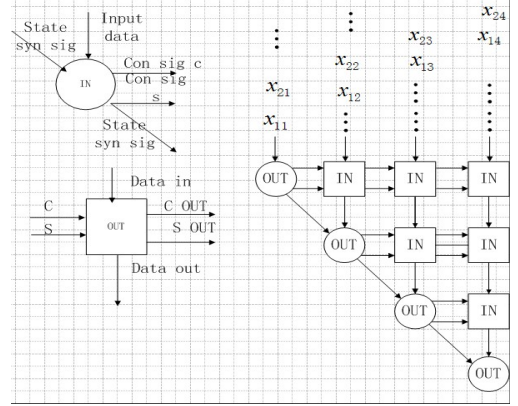 State
syn sig
Input
data
IN
Con sig c
Con sig
s
State
syn sig
Data in
C
S
OUT
C OUT
S OUT
Data out
x24
x23 x14
x22 x13
x21 x12
x11
OUT IN IN IN
OUT IN IN
OUT IN
OUT